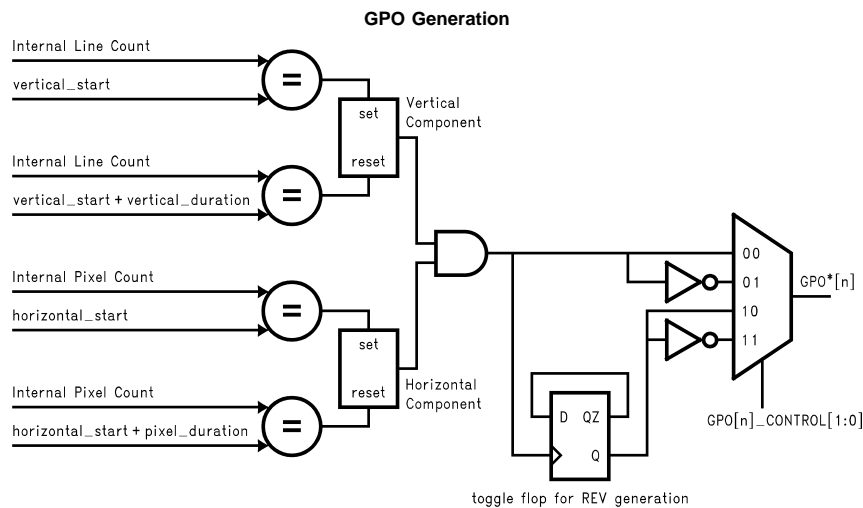 GPO Generation
Internal Line Count
vertical_start
=
set
reset
Vertical
Component
Internal Line Count
vertical_start + vertical_duration
=
Internal Pixel Count
horizontal_start
=
set
reset
Horizontal
Component
Internal Pixel Count
horizontal_start + pixel_duration
=
00
01
10
11
GPO*[n]
GPO[n]_CONTROL[1:0]
D QZ
Q
toggle flop for REV generation